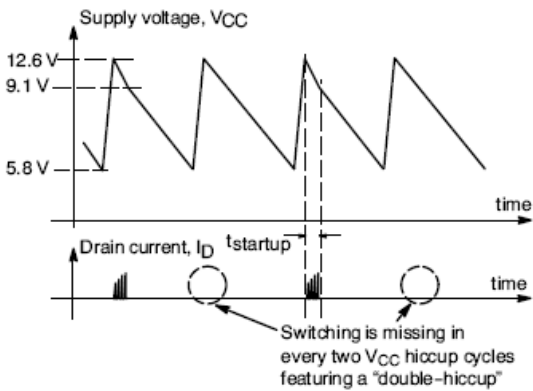 Supply voltage, VCC
12.6 V
9.1 V
5.8 V
time
Drain current, ID
tstartup
time
Switching is missing in
every two VCC hiccup cycles
featuring a “double−hiccup”